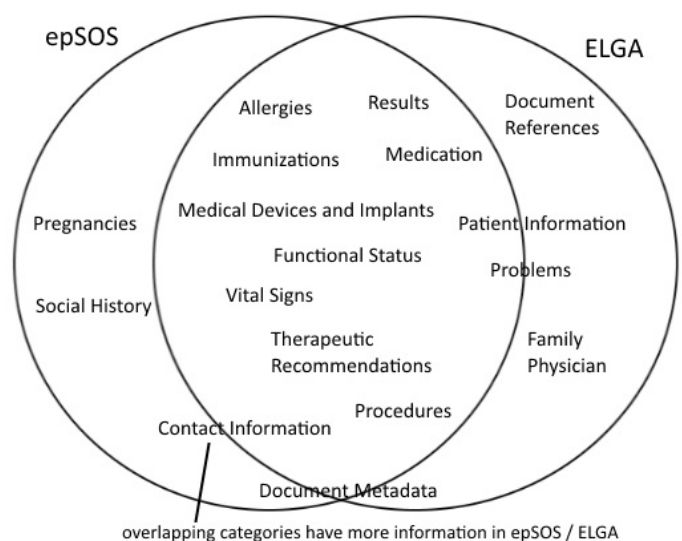 epSOS
ELGA
Allergies
Results
Document
References
Immunizations
Medication
Pregnancies
Medical Devices and Implants
Patient Information
Functional Status
Problems
Social History
Vital Signs
Therapeutic
Recommendations
Family
Physician
Procedures
Contact Information
Document Metadata
overlapping categories have more information in epSOS / ELGA